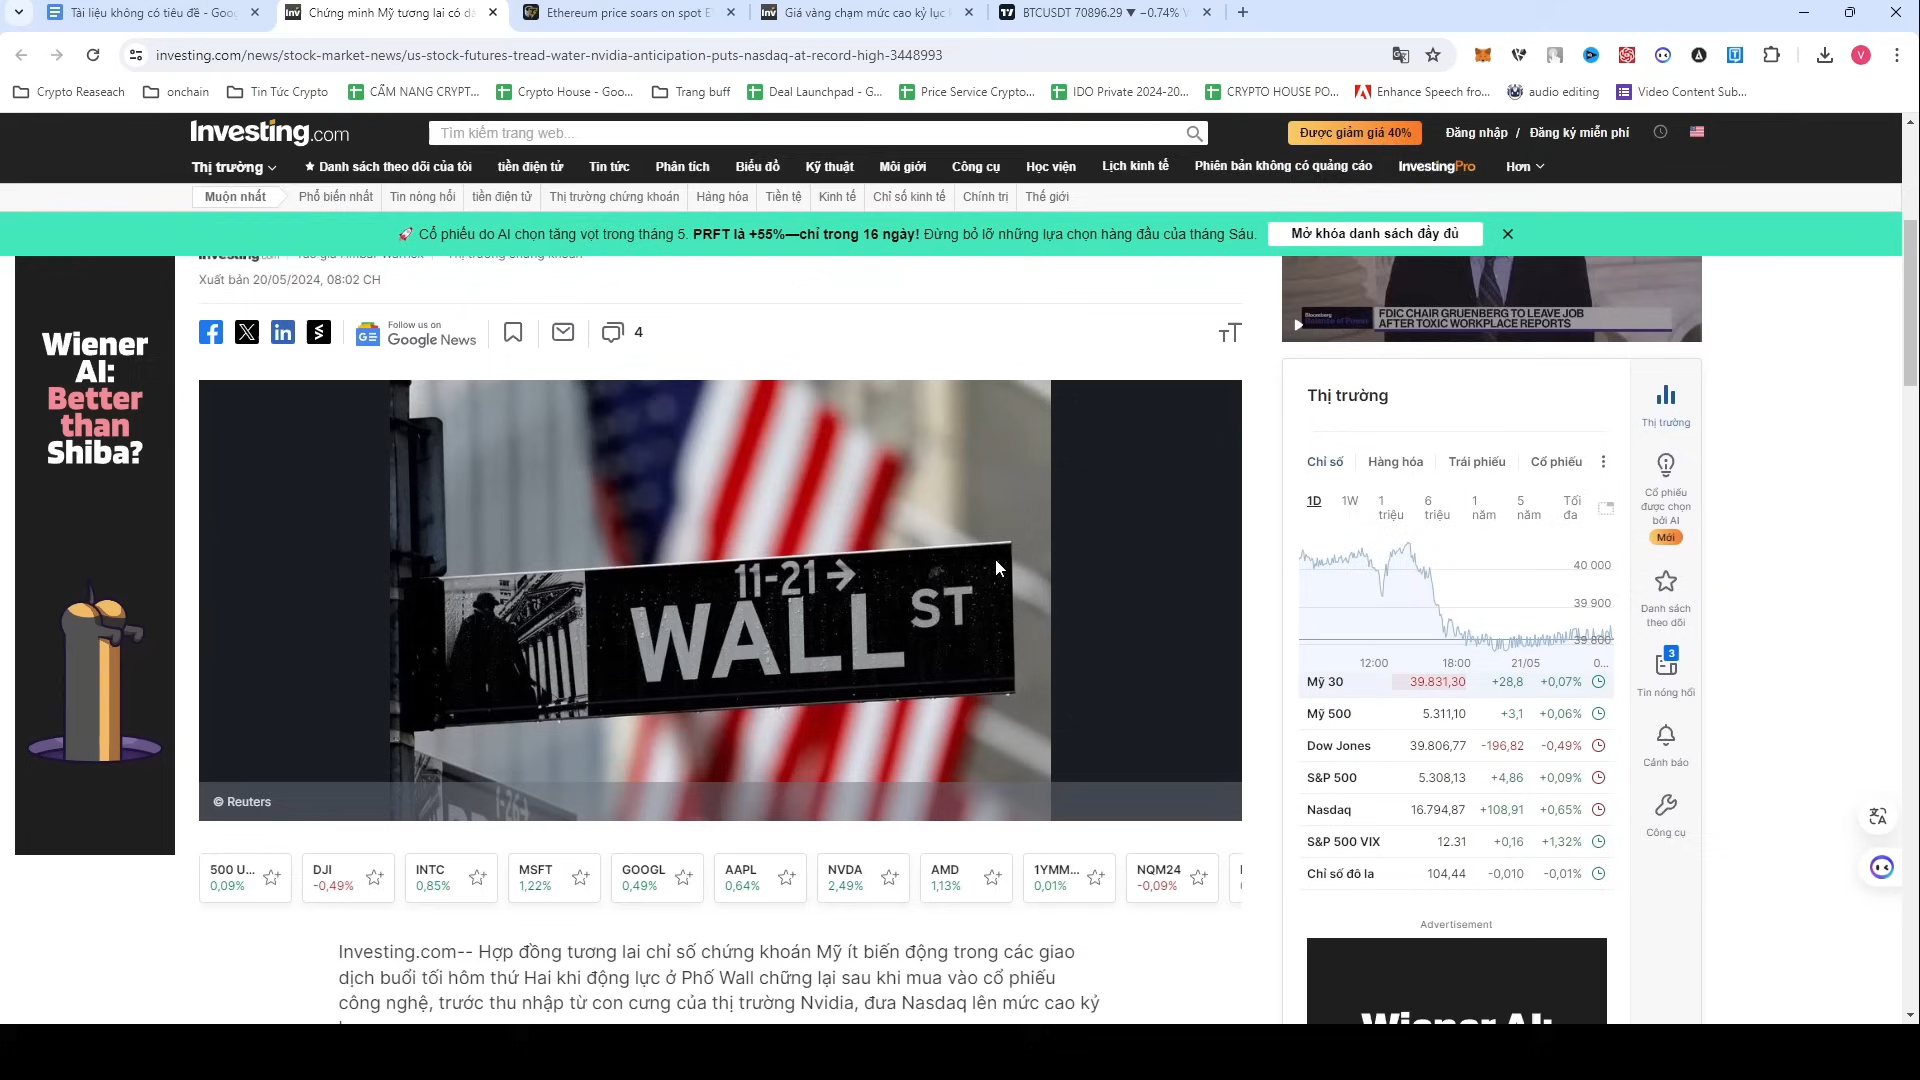 Tài liệu không có tiêu đề - Goo
Chứng minh Mỹ tương lai có d
Ethereum price soars on spot E
Giá vàng chạm mức cao kỷ lục
BTCUSDT 70896.29 ▼ −0.74%
investing.com/news/stock-market-news/us-stock-futures-tread-water-nvidia-anticipation-puts-nasdaq-at-record-high-3448993
V
Crypto Reaseach
onchain
Tin Tức Crypto
CẨM NANG CRYPT...
Crypto House - Goo...
Trang buff
Deal Launchpad - G...
Price Service Crypto...
IDO Private 2024-20...
CRYPTO HOUSE PO...
Enhance Speech fro...
audio editing
Video Content Sub...
Investing.com
Tìm kiếm trang web...
Được giảm giá 40%
Đăng nhập / Đăng ký miễn phí
Thị trường
Danh sách theo dõi của tôi
tiền điện tử
Tin tức
Phân tích
Biểu đồ
Kỹ thuật
Môi giới
Công cụ
Học viện
Lịch kinh tế
Phiên bản không có quảng cáo
InvestingPro
Hơn
Muộn nhất
Phổ biến nhất
Tin nóng hổi
tiền điện tử
Thị trường chứng khoán
Hàng hóa
Tiền tệ
Kinh tế
Chỉ số kinh tế
Chính trị
Thế giới
🚀 Cổ phiếu do AI chọn tăng vọt trong tháng 5. PRFT là +55%—chỉ trong 16 ngày! Đừng bỏ lỡ những lựa chọn hàng đầu của tháng Sáu.
Mở khóa danh sách đầy đủ
Xuất bản 20/05/2024, 08:02 CH
Follow us on
Google News
4
Wiener
AI:
Better
than
Shiba?
11-21
WALL ST
© Reuters
500 U...
0,09%
DJI
-0,49%
INTC
0,85%
MSFT
1,22%
GOOGL
0,49%
AAPL
0,64%
NVDA
2,49%
AMD
1,13%
1YMM...
0,01%
NQM24
-0,09%
Investing.com-- Hợp đồng tương lai chỉ số chứng khoán Mỹ ít biến động trong các giao
dịch buổi tối hôm thứ Hai khi động lực ở Phố Wall chững lại sau khi mua vào cổ phiếu
công nghệ, trước thu nhập từ con cưng của thị trường Nvidia, đưa Nasdaq lên mức cao kỷ
Bloomberg
Balance of Power
FDIC CHAIR GRUENBERG TO LEAVE JOB
AFTER TOXIC WORKPLACE REPORTS
Thị trường
Chỉ số
Hàng hóa
Trái phiếu
Cổ phiếu
1D
1W
1 triệu
6 triệu
1 năm
5 năm
Tối đa
40 000
39 900
39 800
12:00
18:00
21/05
0...
Mỹ 30 39.831,30 +28,8 +0,07%
Mỹ 500 5.311,10 +3,1 +0,06%
Dow Jones 39.806,77 -196,82 -0,49%
S&P 500 5.308,13 +4,86 +0,09%
Nasdaq 16.794,87 +108,91 +0,65%
S&P 500 VIX 12.31 +0,16 +1,32%
Chỉ số đô la 104,44 -0,010 -0,01%
Advertisement
Thị trường
Cổ phiếu
được chọn
bởi AI
Mới
Danh sách
theo dõi
3
Tin nóng hổi
Cảnh báo
Công cụ